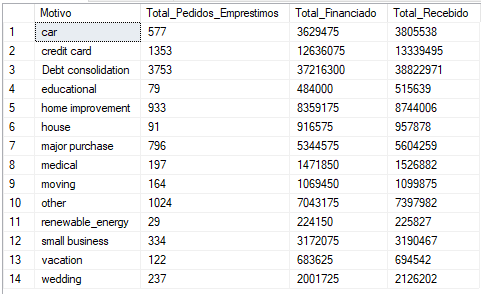 Motivo Total_Pedidos_Emprestimos Total_Financiado Total_Recebido
1 car 577 3629475 3805538
2 credit card 1353 12636075 13339495
3 Debt consolidation 3753 37216300 38822971
4 educational 79 484000 515639
5 home improvement 933 8359175 8744006
6 house 91 916575 957878
7 major purchase 796 5344575 5604259
8 medical 197 1471850 1526882
9 moving 164 1069450 1099875
10 other 1024 7043175 7397982
11 renewable_energy 29 224150 225827
12 small business 334 3172075 3190467
13 vacation 122 683625 694542
14 wedding 237 2001725 2126202